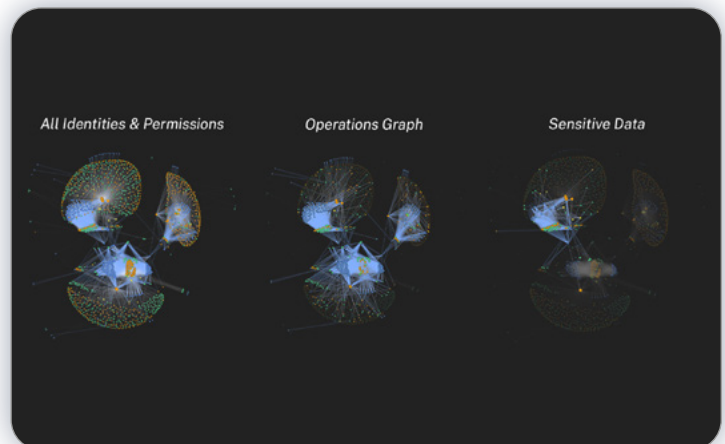 All Identities & Permissions
Operations Graph
Sensitive Data